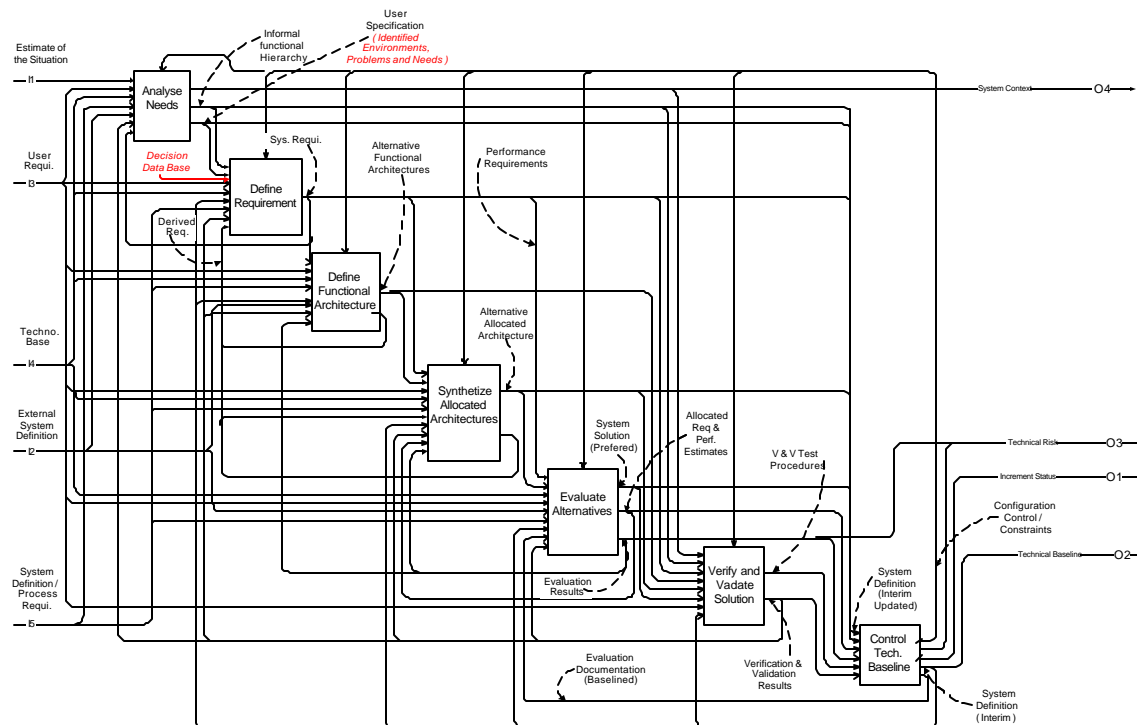 User
Specification
( Identified
Environments,
Problems and Needs )
Informal
functional
Hierarchy
Estimate of
the Situation
I1
Analyse
Needs
System Context
O4
User
Requi.
I3
Decision
Data Base
Sys. Requi.
Alternative
Functional
Architectures
Performance
Requirements
Define
Requirement
Derived
Req.
Define
Functional
Architecture
Techno.
Base
I4
Alternative
Allocated
Architecture
Synthetize
Allocated
Architectures
External
System
Definition
I2
System
Solution
(Prefered)
Allocated
Req &
Perf.
Estimates
V & V Test
Procedures
Technical Risk
O3
Increment Status
O1
Evaluate
Alternatives
Configuration
Control /
Constraints
Technical Baseline
O2
Evaluation
Results
Verify and
Vadate
Solution
System
Definition
(Interim
Updated)
System
Definition /
Process
Requi.
I5
Control
Tech.
Baseline
Evaluation
Documentation
(Baselined)
Verification &
Validation
Results
System
Definition
( Interim )